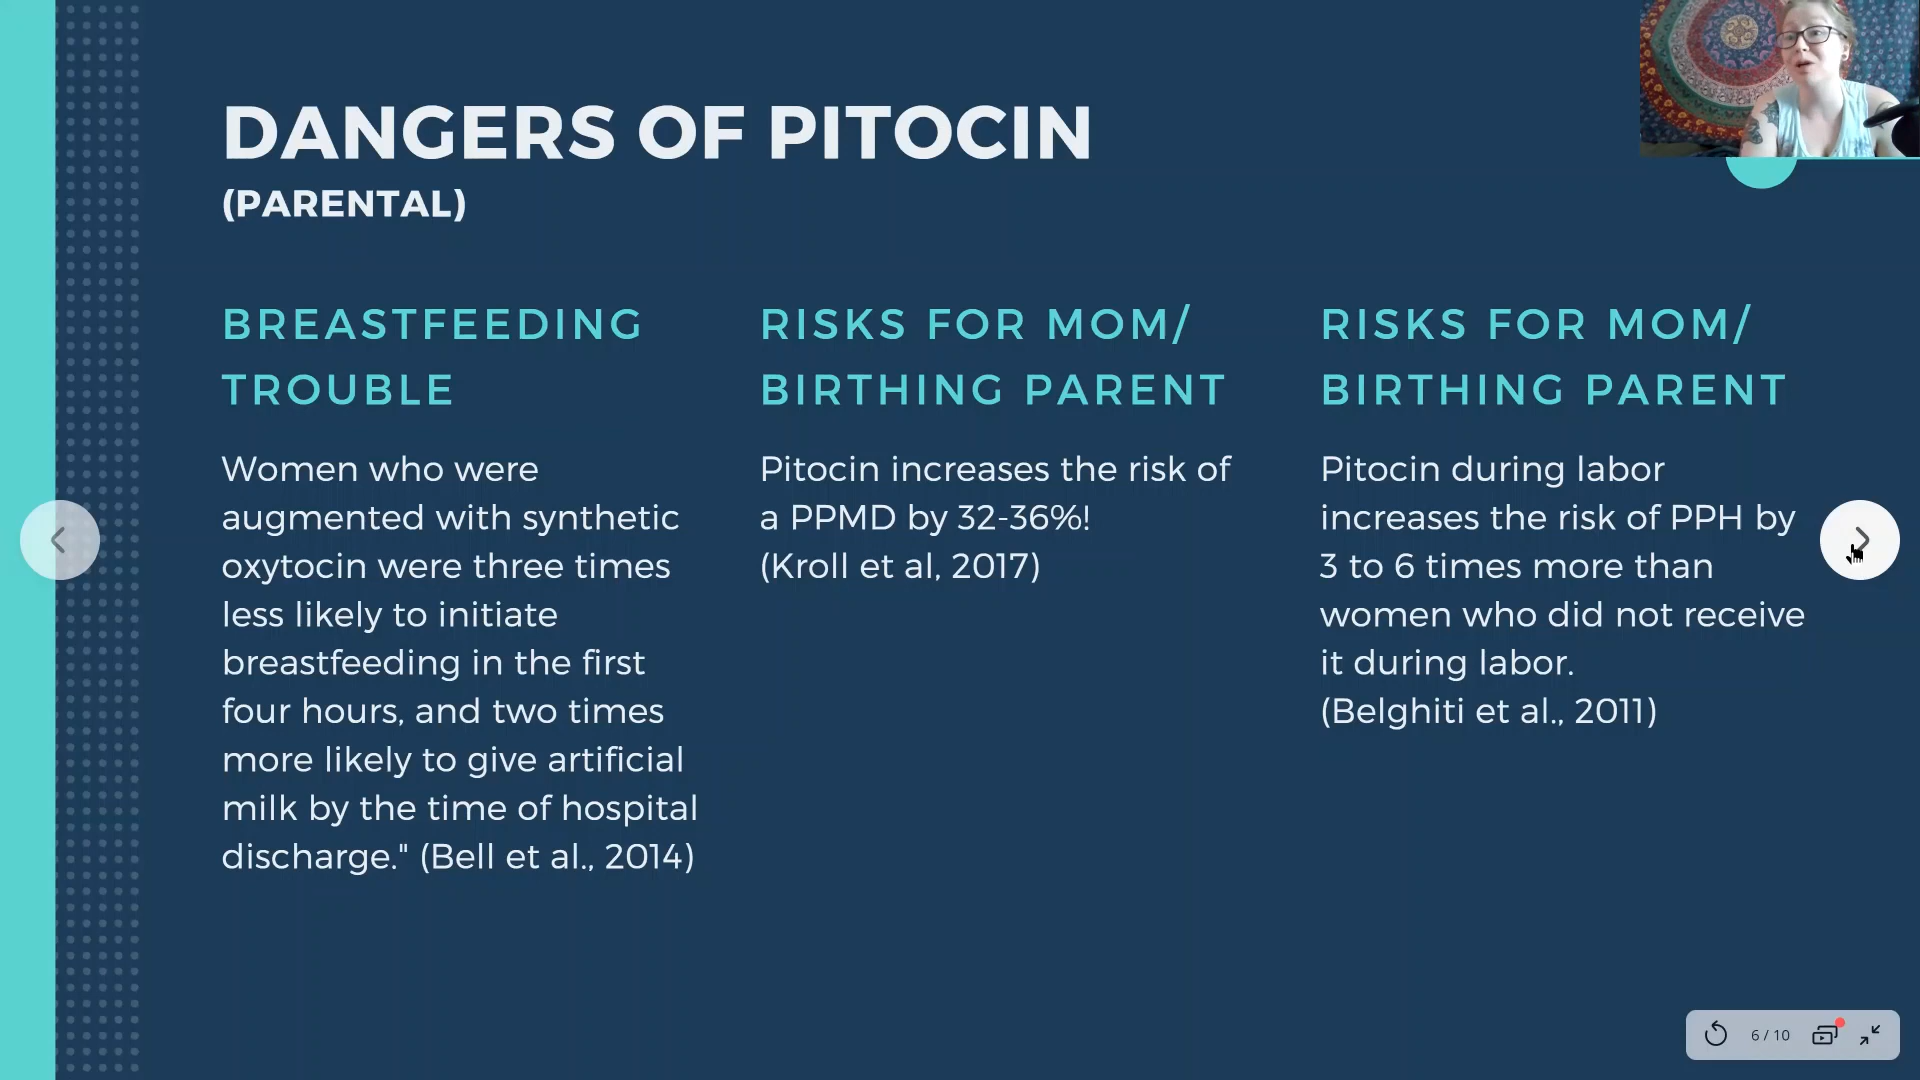 DANGERS OF PITOCIN
(PARENTAL)
BREASTFEEDING
TROUBLE
Women who were
augmented with synthetic
oxytocin were three times
less likely to initiate
breastfeeding in the first
four hours, and two times
more likely to give artificial
milk by the time of hospital
discharge." (Bell et al., 2014)
RISKS FOR MOM/
BIRTHING PARENT
Pitocin increases the risk of
a PPMD by 32-36%!
(Kroll et al, 2017)
RISKS FOR MOM/
BIRTHING PARENT
Pitocin during labor
increases the risk of PPH by
3 to 6 times more than
women who did not receive
it during labor.
(Belghiti et al., 2011)
6 / 10